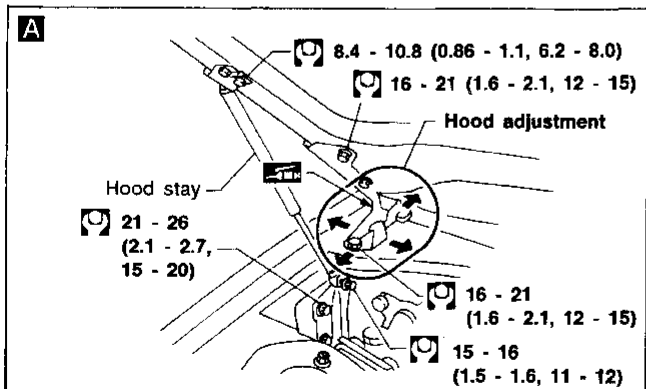 A
8.4 - 10.8 (0.86 - 1.1, 6.2 - 8.0)
16 - 21 (1.6 - 2.1, 12 - 15)
Hood adjustment
Hood stay
21 - 26
(2.1 - 2.7,
15 - 20)
16 - 21
(1.6 - 2.1, 12 - 15)
15 - 16
(1.5 - 1.6, 11 - 12)